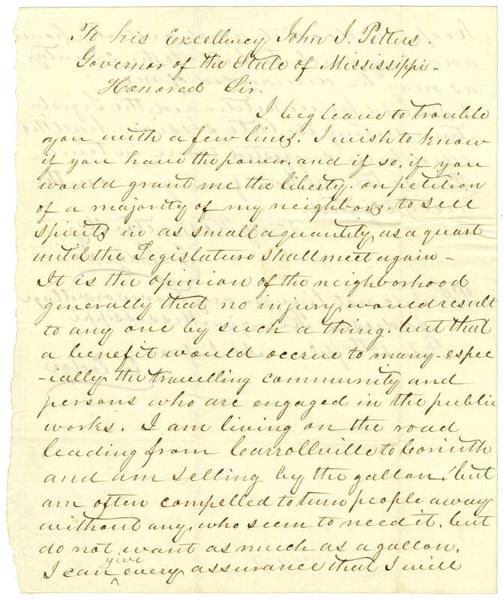 To his Excellency John J. Pettus.
Governor of the State of Mississippi-
Honored Sir.
I beg leave to trouble
you with a few lines. I wish to know
if you have the power, and if so, if you
would grant me the liberty, on petition
of a majority of my neighbors, to sell
spirits in as small a quantity as a quart
until the Legislature shall meet again-
It is the opinion of the neighborhood
generally that no injury would result
to any one by such a thing. but that
a benefit would accrue to many-espec
-ially the travelling community and
persons who are engaged in the public
works. I am living on the road
leading from Carrollville to Corinth
and am selling by the gallon, but
am often compelled to turn people away
without any, who seem to need it, but
do not want as much as a gallon.
I can give every assurance that I will